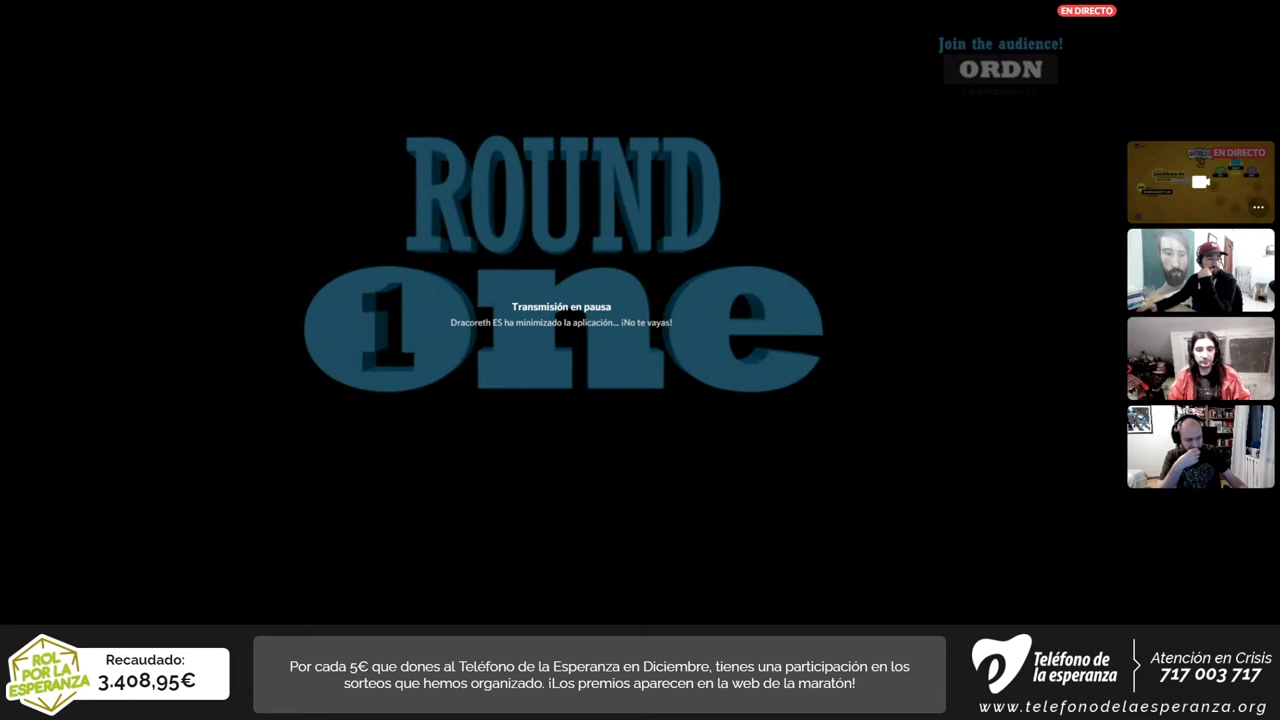 EN DIRECTO
Join the audience!
ORDN
ROUND
1
one
Transmisión en pausa
Dracoreth ES ha minimizado la aplicación... ¡No te vayas!
EN DIRECTO
ROL
POR LA
ESPERANZA
Recaudado:
3.408,95€
Por cada 5€ que dones al Teléfono de la Esperanza en Diciembre, tienes una participación en los
sorteos que hemos organizado. ¡Los premios aparecen en la web de la maratón!
Teléfono de
la esperanza
Atención en Crisis
717 003 717
www.telefonodelaesperanza.org